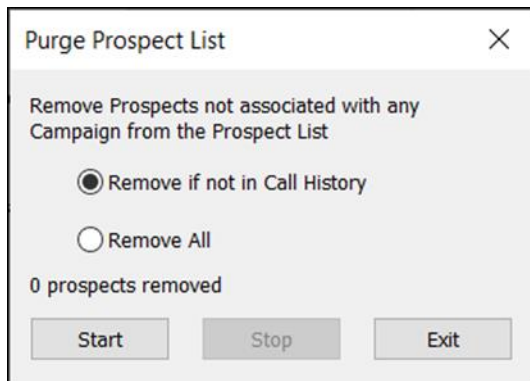 Purge Prospect List
Remove Prospects not associated with any
Campaign from the Prospect List
Remove if not in Call History
Remove All
0 prospects removed
Start Stop Exit